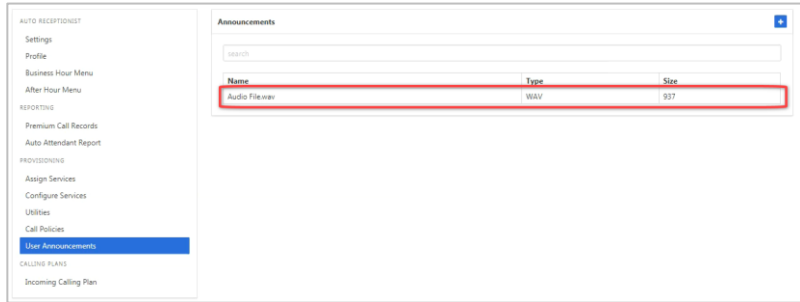 AUTO RECEPTIONIST
Settings
Profile
Business Hour Menu
After Hour Menu
REPORTING
Premium Call Records
Auto Attendant Report
PROVISIONING
Assign Services
Configure Services
Utilities
Call Policies
User Announcements
CALLING PLANS
Incoming Calling Plan
Announcements
+
search
Name Type Size
Audio File.wav WAV 937